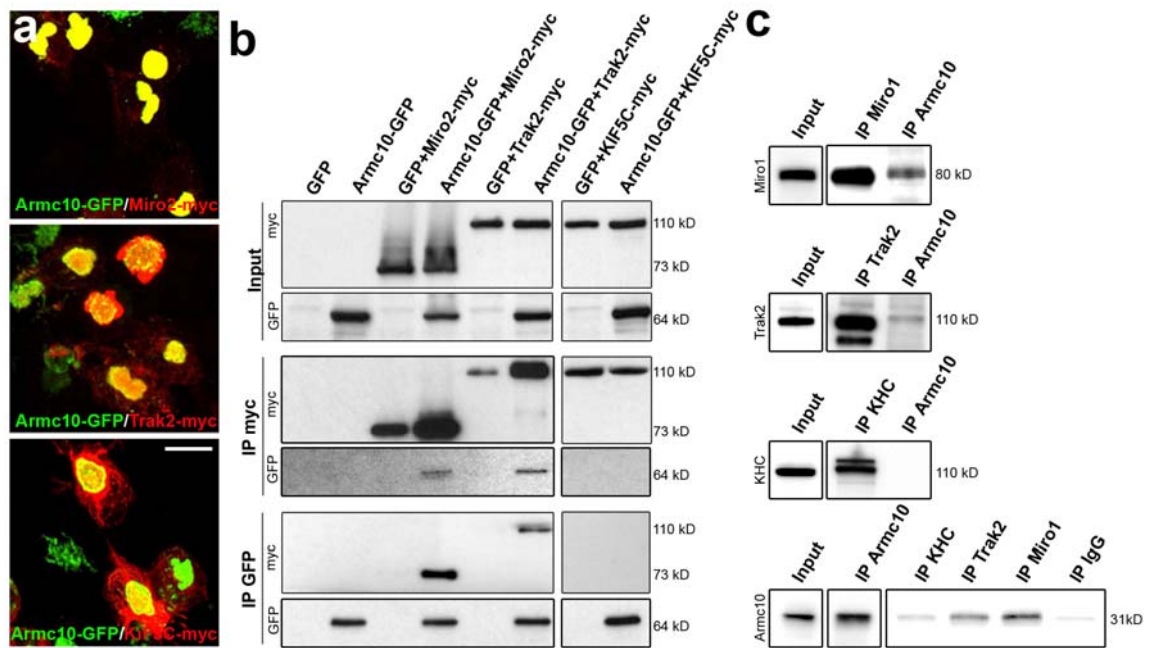 a
Armc10-GFP/Miro2-myc
Armc10-GFP/Trak2-myc
Armc10-GFP/KIF5C-myc
b
GFP
Armc10-GFP
GFP+Miro2-myc
Armc10-GFP+Miro2-myc
GFP+Trak2-myc
Armc10-GFP+Trak2-myc
GFP+KIF5C-myc
Armc10-GFP+KIF5C-myc
Input
myc
110 kD
73 kD
GFP
64 kD
IP myc
myc
110 kD
73 kD
GFP
64 kD
IP GFP
myc
110 kD
73 kD
GFP
64 kD
c
Input
IP Miro1
IP Armc10
Miro1
80 kD
Input
IP Trak2
IP Armc10
Trak2
110 kD
Input
IP KHC
IP Armc10
KHC
110 kD
Input
IP Armc10
IP KHC
IP Trak2
IP Miro1
IP IgG
Armc10
31kD